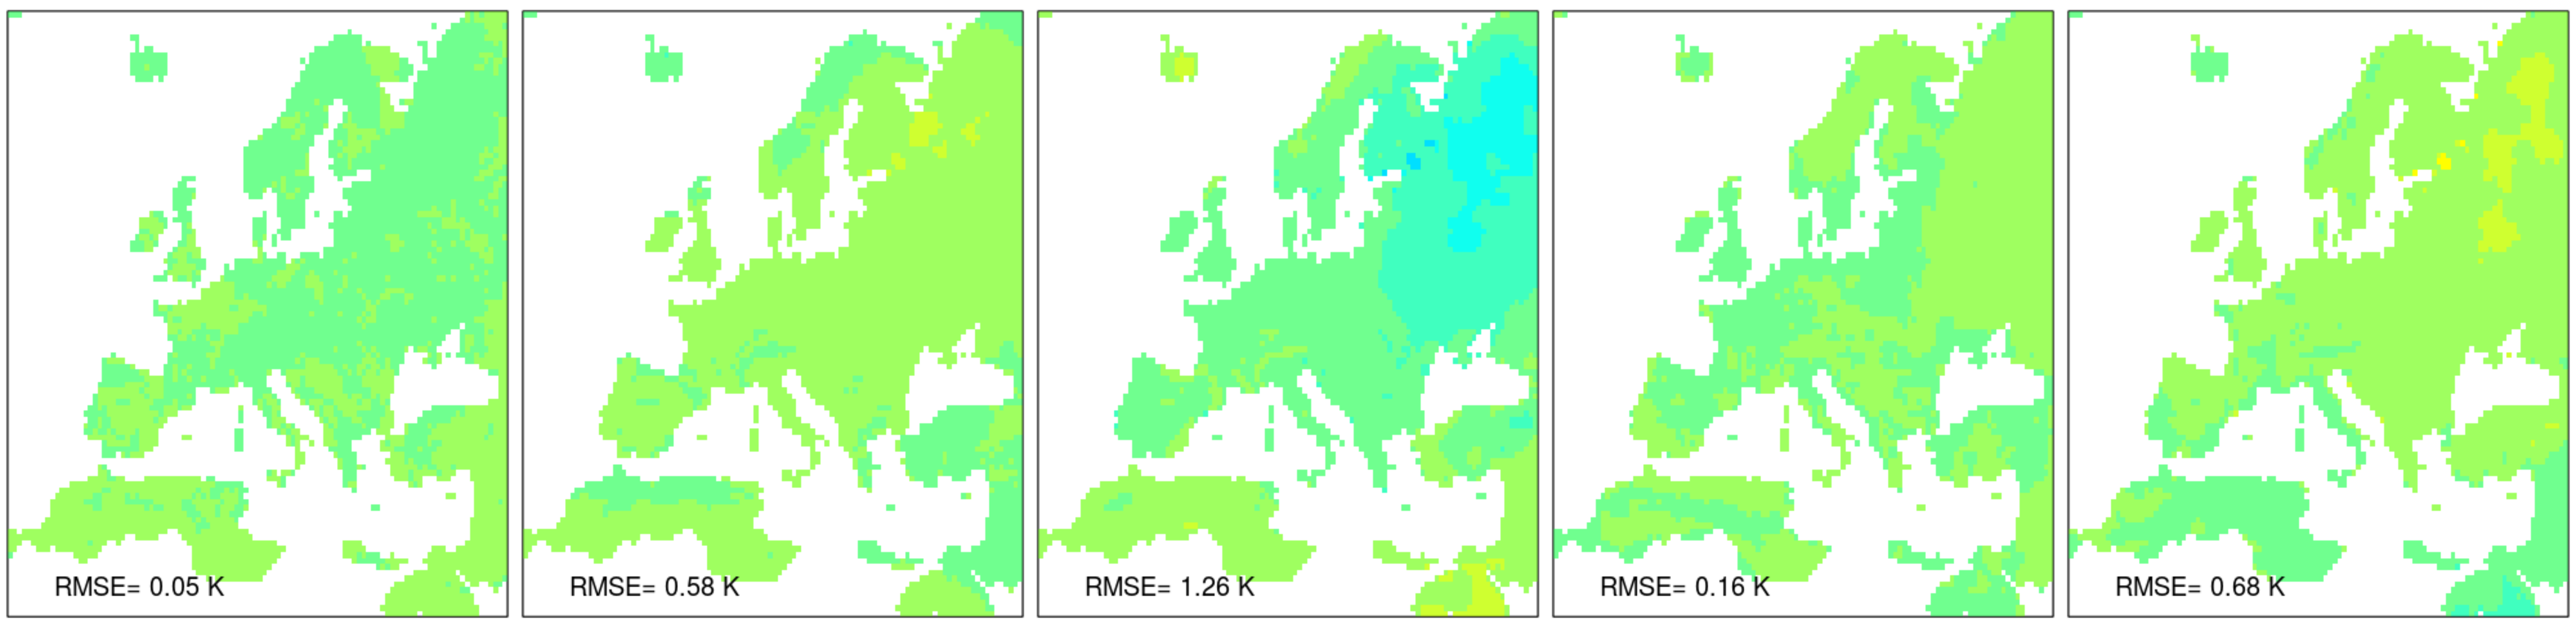 RMSE= 0.05 K
RMSE= 0.58 K
RMSE= 1.26 K
RMSE= 0.16 K
RMSE= 0.68 K